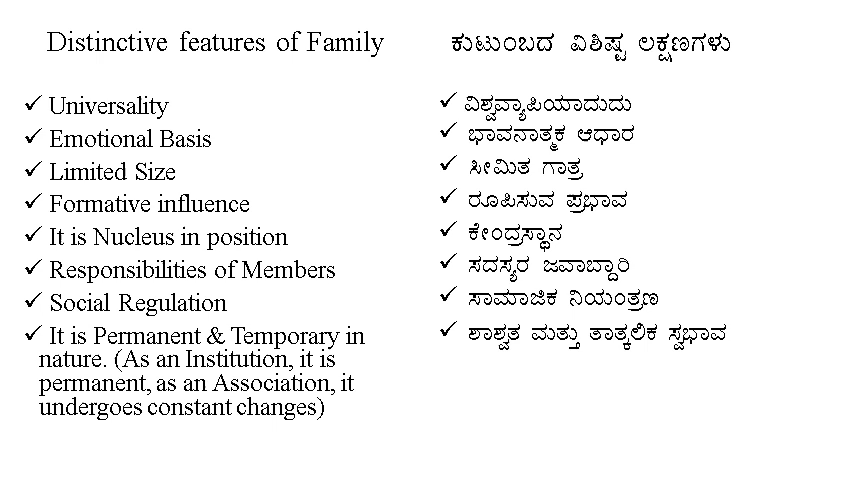 Distinctive features of Family
✓ Universality
✓ Emotional Basis
✓ Limited Size
✓ Formative influence
✓ It is Nucleus in position
✓ Responsibilities of Members
✓ Social Regulation
✓ It is Permanent & Temporary in
nature. (As an Institution, it is
permanent, as an Association, it
undergoes constant changes)
ಕುಟುಂಬದ ವಿಶಿಷ್ಟ ಲಕ್ಷಣಗಳು
✓ ವಿಶ್ವವ್ಯಾಪಿಯಾದುದು
✓ ಭಾವನಾತ್ಮಕ ಆಧಾರ
✓ ಸೀಮಿತ ಗಾತ್ರ
✓ ರೂಪಿಸುವ ಪ್ರಭಾವ
✓ ಕೇಂದ್ರಸ್ಥಾನ
✓ ಸದಸ್ಯರ ಜವಾಬ್ದಾರಿ
✓ ಸಾಮಾಜಿಕ ನಿಯಂತ್ರಣ
✓ ಶಾಶ್ವತ ಮತ್ತು ತಾತ್ಕಲಿಕ ಸ್ವಭಾವ